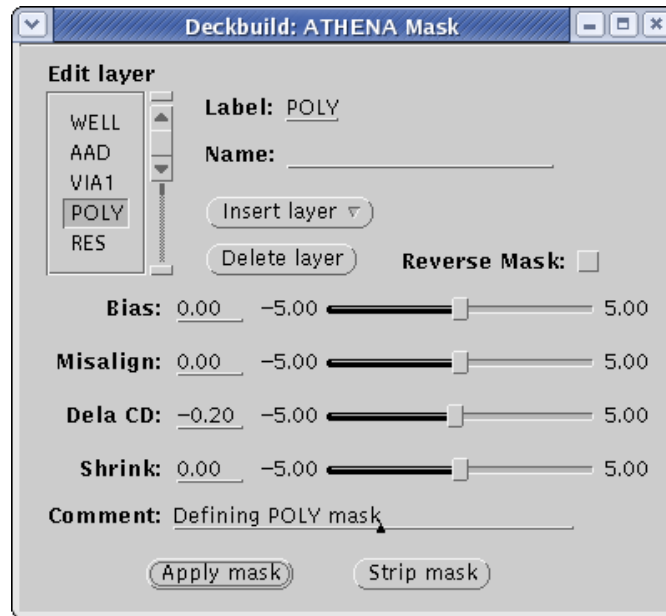 Deckbuild: ATHENA Mask
Edit layer
WELL
AAD
VIA1
POLY
RES
Label: POLY
Name:
Insert layer
Delete layer
Reverse Mask:
Bias: 0.00 -5.00 5.00
Misalign: 0.00 -5.00 5.00
Dela CD: -0.20 -5.00 5.00
Shrink: 0.00 -5.00 5.00
Comment: Defining POLY mask
Apply mask Strip mask